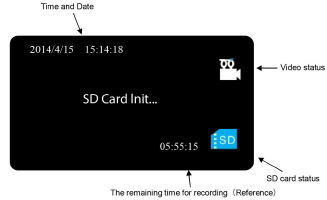 Time and Date
2014/4/15 15:14:18
Video status
SD Card Init...
05:55:15
SD
SD card status
The remaining time for recording（Reference）